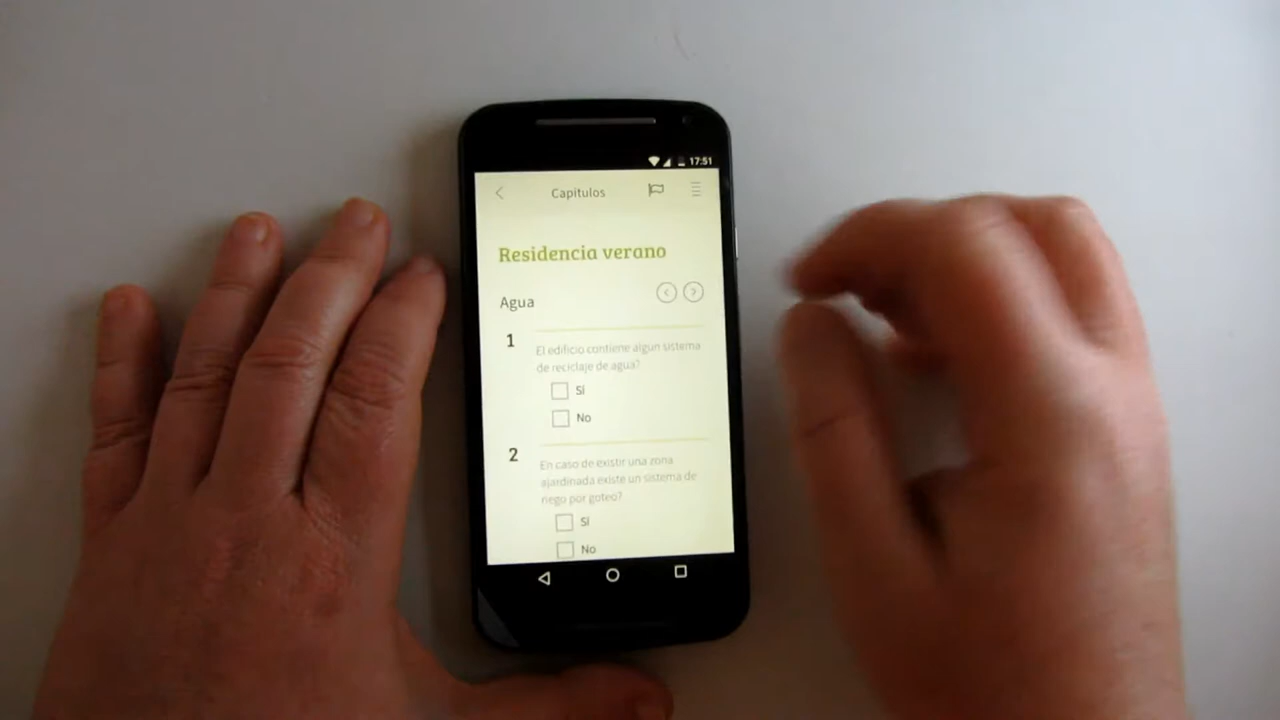 17:51
Capítulos
Residencia verano
Agua
1
El edificio contiene algun sistema
de reciclaje de agua?
Sí
No
2
En caso de existir una zona
ajardinada existe un sistema de
riego por goteo?
Sí
No